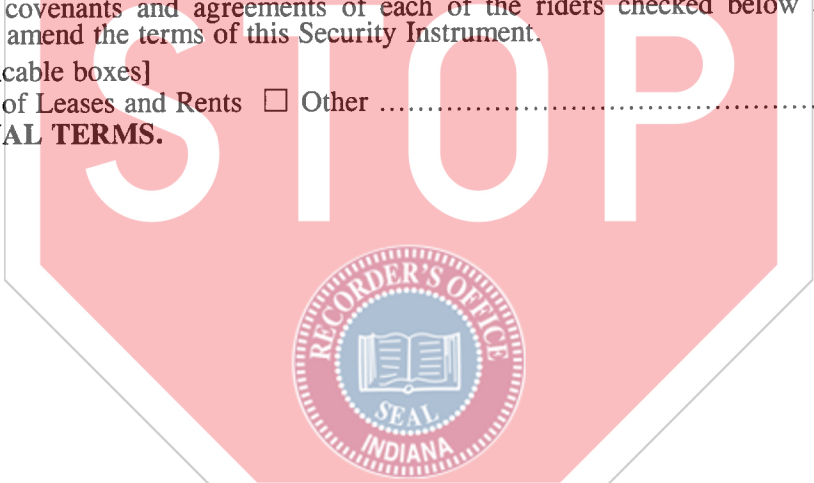 covenants and agreements of each of the riders checked below
amend the terms of this Security Instrument.
cable boxes]
of Leases and Rents ☐ Other ........................................................
AL TERMS.
STOP
RECORDER'S OFFICE
SEAL
INDIANA